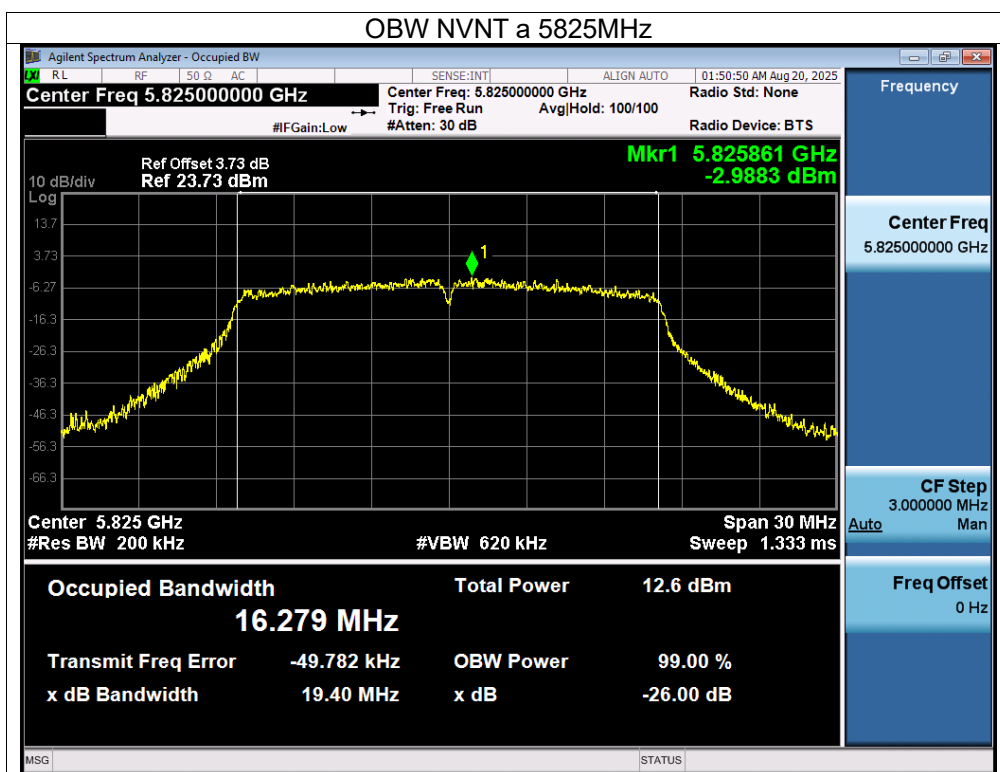 OBW NVNT a 5825MHz
Agilent Spectrum Analyzer - Occupied BW
LXI RL RF 50 Ω AC SENSE:INT ALIGN AUTO 01:50:50 AM Aug 20, 2025
Center Freq 5.825000000 GHz
Center Freq: 5.825000000 GHz Radio Std: None
Trig: Free Run Avg|Hold: 100/100
#IFGain:Low #Atten: 30 dB Radio Device: BTS
Mkr1 5.825861 GHz
-2.9883 dBm
Ref Offset 3.73 dB
10 dB/div Ref 23.73 dBm
Log
13.7
3.73
-6.27
-16.3
-26.3
-36.3
-46.3
-56.3
-66.3
1
Center 5.825 GHz Span 30 MHz
#Res BW 200 kHz #VBW 620 kHz Sweep 1.333 ms
Occupied Bandwidth Total Power 12.6 dBm
16.279 MHz
Transmit Freq Error -49.782 kHz OBW Power 99.00 %
x dB Bandwidth 19.40 MHz x dB -26.00 dB
Frequency
Center Freq
5.825000000 GHz
CF Step
3.000000 MHz
Auto Man
Freq Offset
0 Hz
MSG STATUS